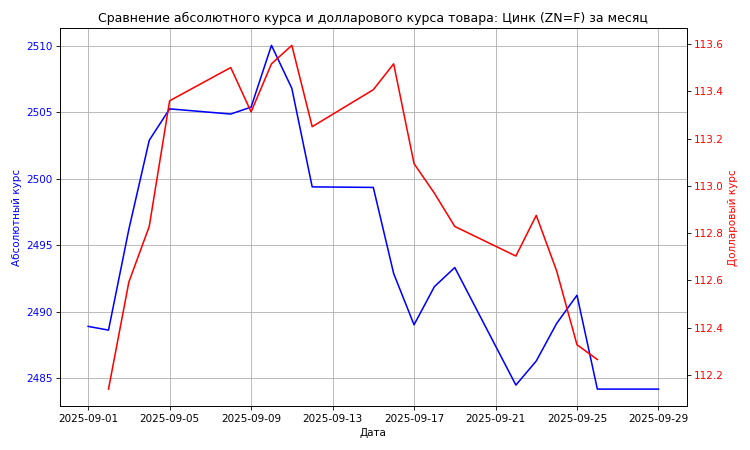 Сравнение абсолютного курса и долларового курса товара: Цинк (ZN=F) за месяц
2510
2505
2500
2495
2490
2485
Абсолютный курс
113.6
113.4
113.2
113.0
112.8
112.6
112.4
112.2
Долларовый курс
2025-09-01 2025-09-05 2025-09-09 2025-09-13 2025-09-17 2025-09-21 2025-09-25 2025-09-29
Дата